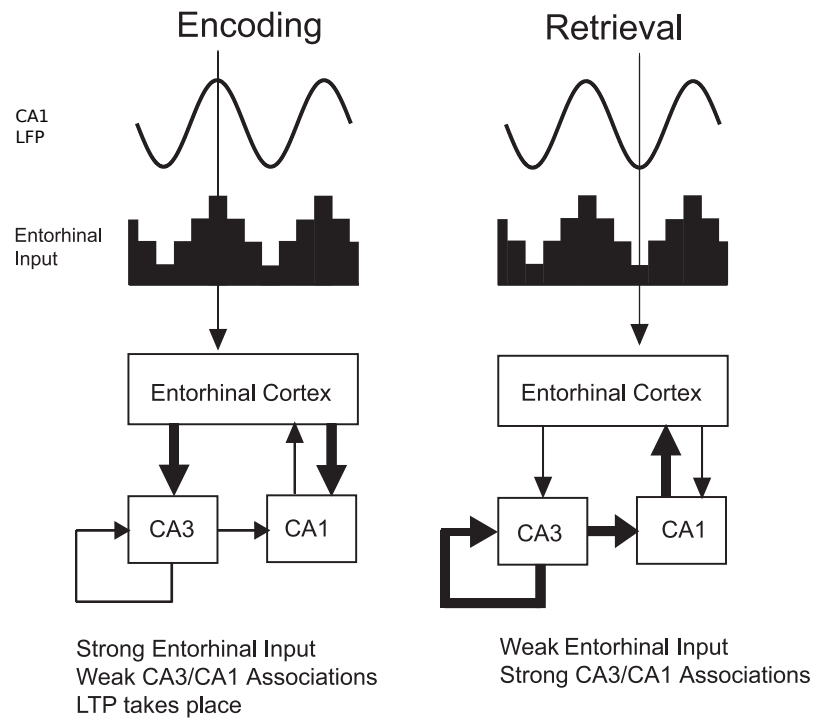 Encoding
Retrieval
CA1
LFP
Entorhinal
Input
Entorhinal Cortex
Entorhinal Cortex
CA3
CA1
CA3
CA1
Strong Entorhinal Input
Weak CA3/CA1 Associations
LTP takes place
Weak Entorhinal Input
Strong CA3/CA1 Associations